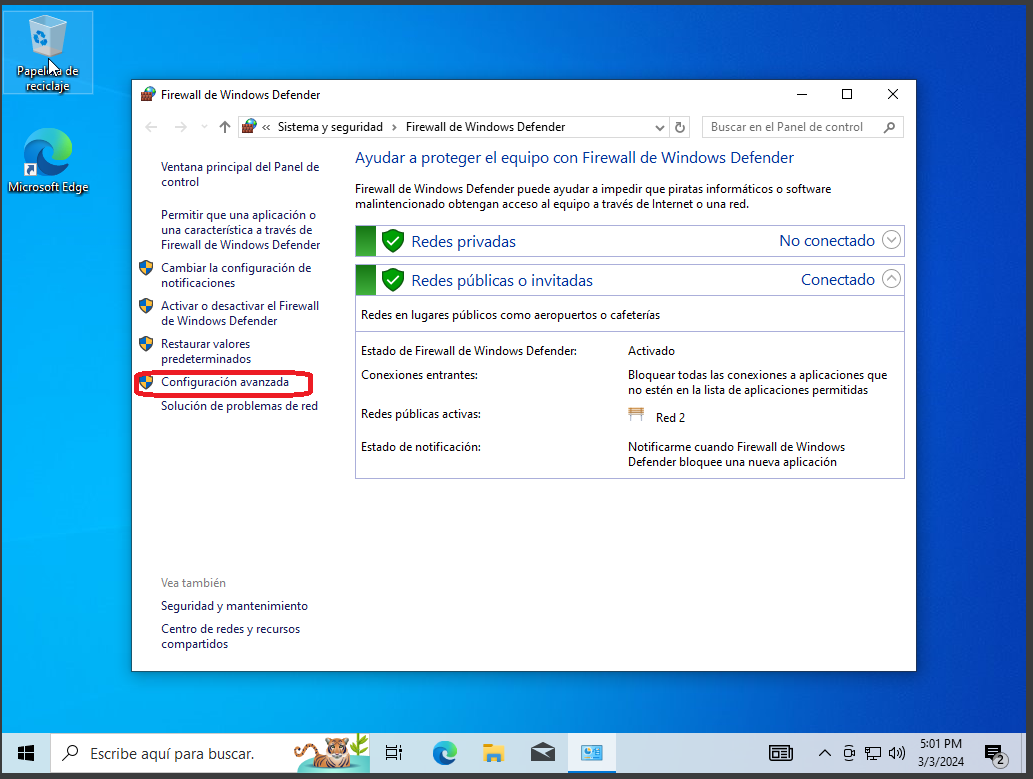 Papelera de
reciclaje
Microsoft Edge
Firewall de Windows Defender
« Sistema y seguridad › Firewall de Windows Defender
Buscar en el Panel de control
Ventana principal del Panel de
control
Permitir que una aplicación o
una característica a través de
Firewall de Windows Defender
Cambiar la configuración de
notificaciones
Activar o desactivar el Firewall
de Windows Defender
Restaurar valores
predeterminados
Configuración avanzada
Solución de problemas de red
Vea también
Seguridad y mantenimiento
Centro de redes y recursos
compartidos
Ayudar a proteger el equipo con Firewall de Windows Defender
Firewall de Windows Defender puede ayudar a impedir que piratas informáticos o software
malintencionado obtengan acceso al equipo a través de Internet o una red.
Redes privadas No conectado
Redes públicas o invitadas Conectado
Redes en lugares públicos como aeropuertos o cafeterías
Estado de Firewall de Windows Defender: Activado
Conexiones entrantes: Bloquear todas las conexiones a aplicaciones que
no estén en la lista de aplicaciones permitidas
Redes públicas activas: Red 2
Estado de notificación: Notificarme cuando Firewall de Windows
Defender bloquee una nueva aplicación
Escribe aquí para buscar.
5:01 PM
3/3/2024
2